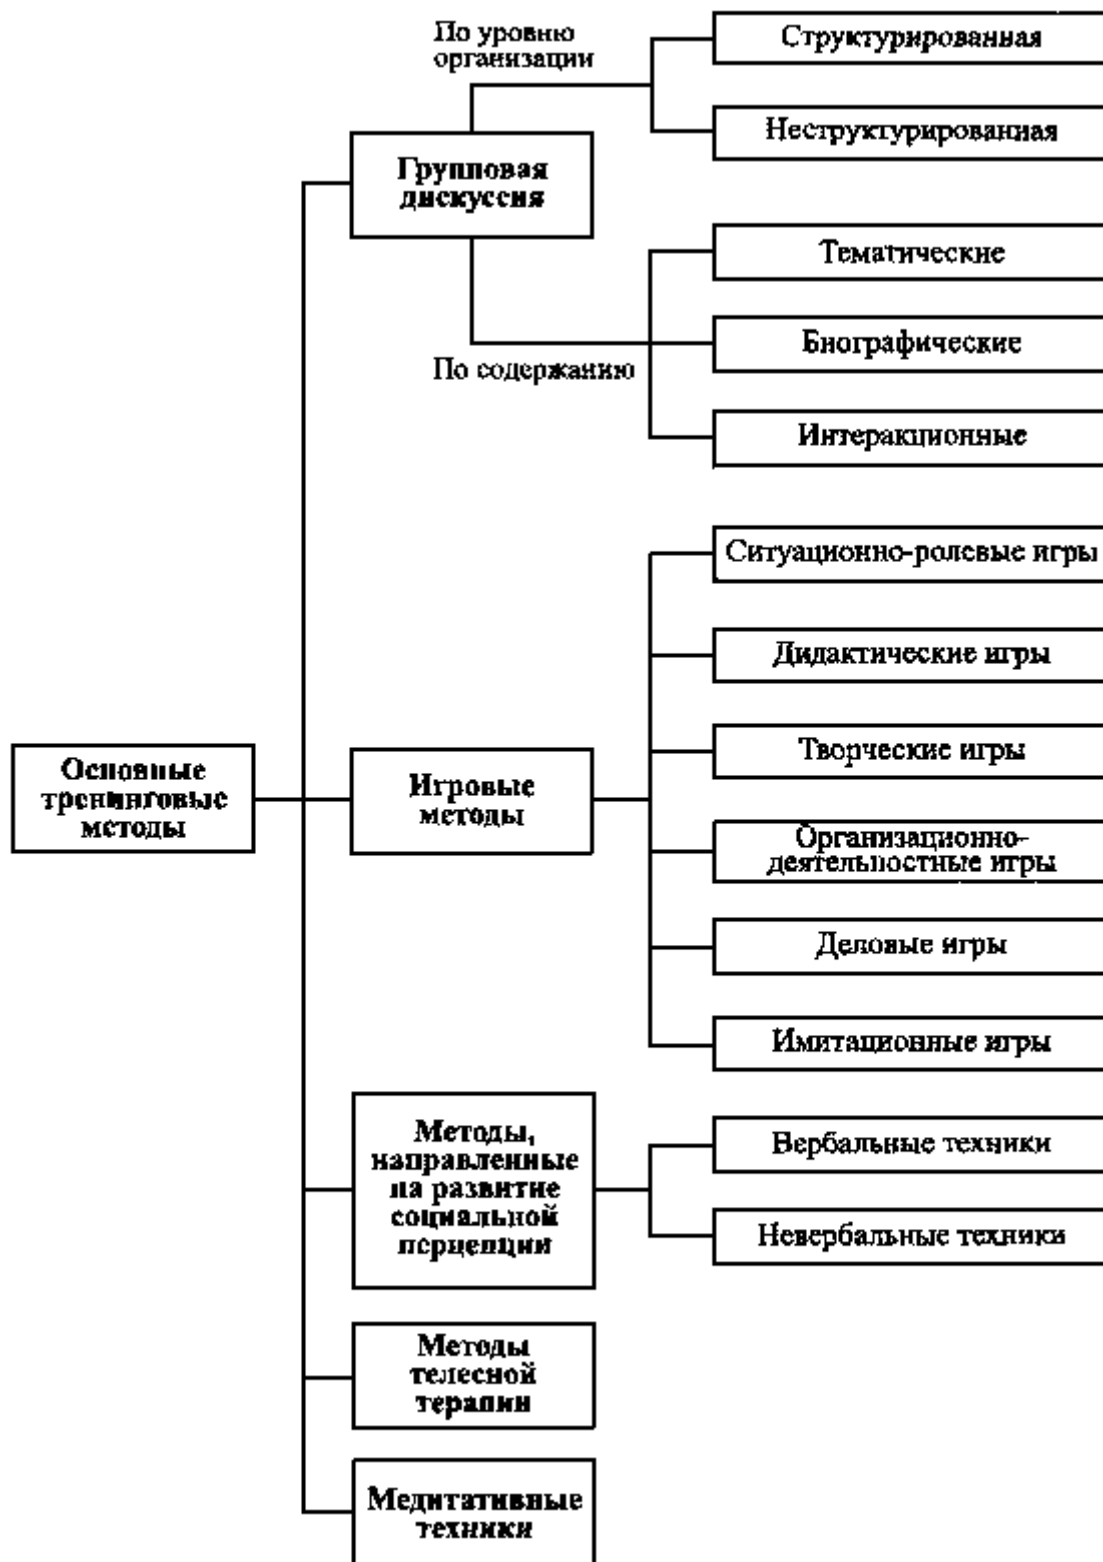 По уровню
организации
Структурированная
Неструктурированная
Групповая
дискуссия
Тематические
Биографические
По содержанию
Интеракционные
Ситуационно-ролевые игры
Дидактические игры
Творческие игры
Основные
тренинговые
методы
Игровые
методы
Организационно-
деятельностные игры
Деловые игры
Имитационные игры
Методы,
направленные
на развитие
социальной
перцепции
Вербальные техники
Невербальные техники
Методы
телесной
терапии
Медитативные
техники